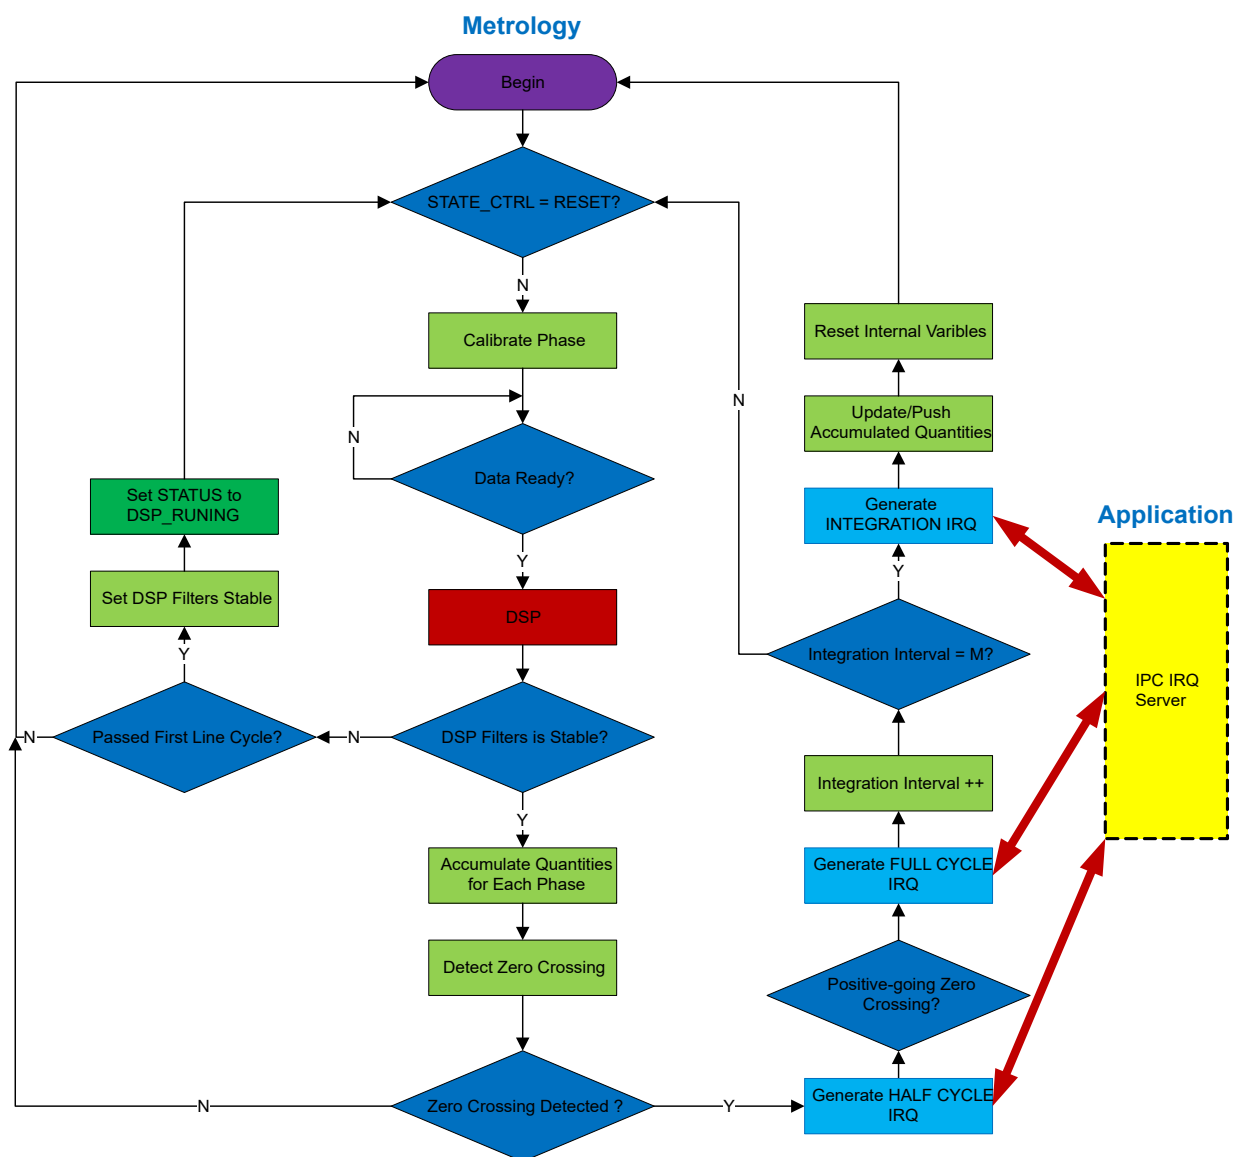 Metrology
Begin
STATE_CTRL = RESET?
N
Calibrate Phase
N
Data Ready?
Y
DSP
DSP Filters is Stable?
N
Passed First Line Cycle?
N
Y
Set DSP Filters Stable
Set STATUS to
DSP_RUNING
Y
Accumulate Quantities
for Each Phase
Detect Zero Crossing
Zero Crossing Detected ?
N
Y
Generate HALF CYCLE
IRQ
Positive-going Zero
Crossing?
Generate FULL CYCLE
IRQ
Integration Interval ++
Integration Interval = M?
N
Y
Generate
INTEGRATION IRQ
Update/Push
Accumulated Quantities
Reset Internal Varibles
Application
IPC IRQ
Server